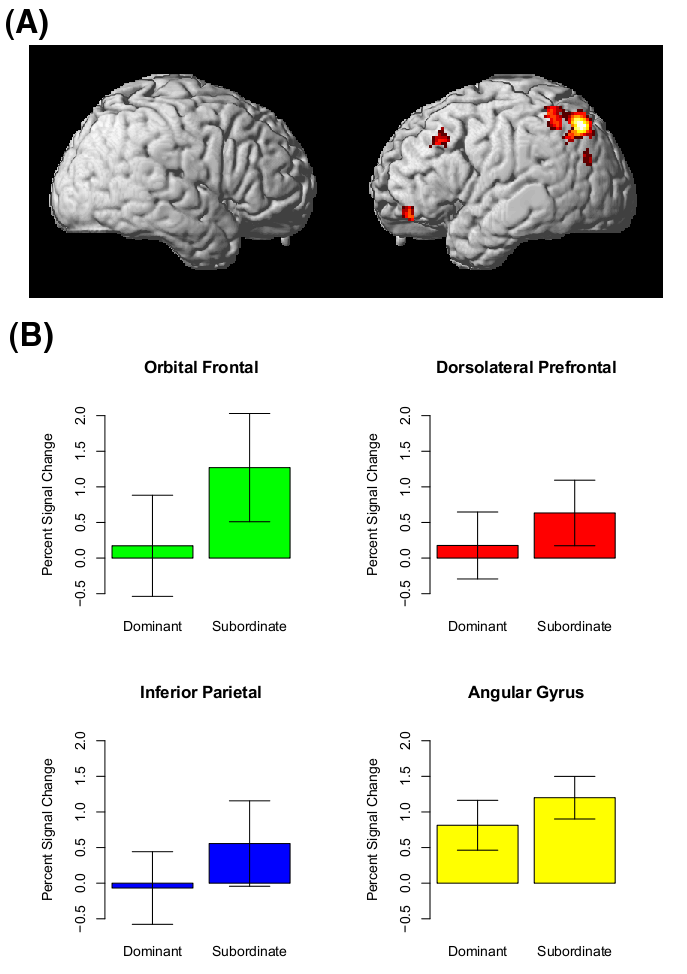 (A)
(B)
Orbital Frontal
Percent Signal Change
−0.5 0.0 0.5 1.0 1.5 2.0
Dominant Subordinate
Dorsolateral Prefrontal
Percent Signal Change
−0.5 0.0 0.5 1.0 1.5 2.0
Dominant Subordinate
Inferior Parietal
Percent Signal Change
−0.5 0.0 0.5 1.0 1.5 2.0
Dominant Subordinate
Angular Gyrus
Percent Signal Change
−0.5 0.0 0.5 1.0 1.5 2.0
Dominant Subordinate